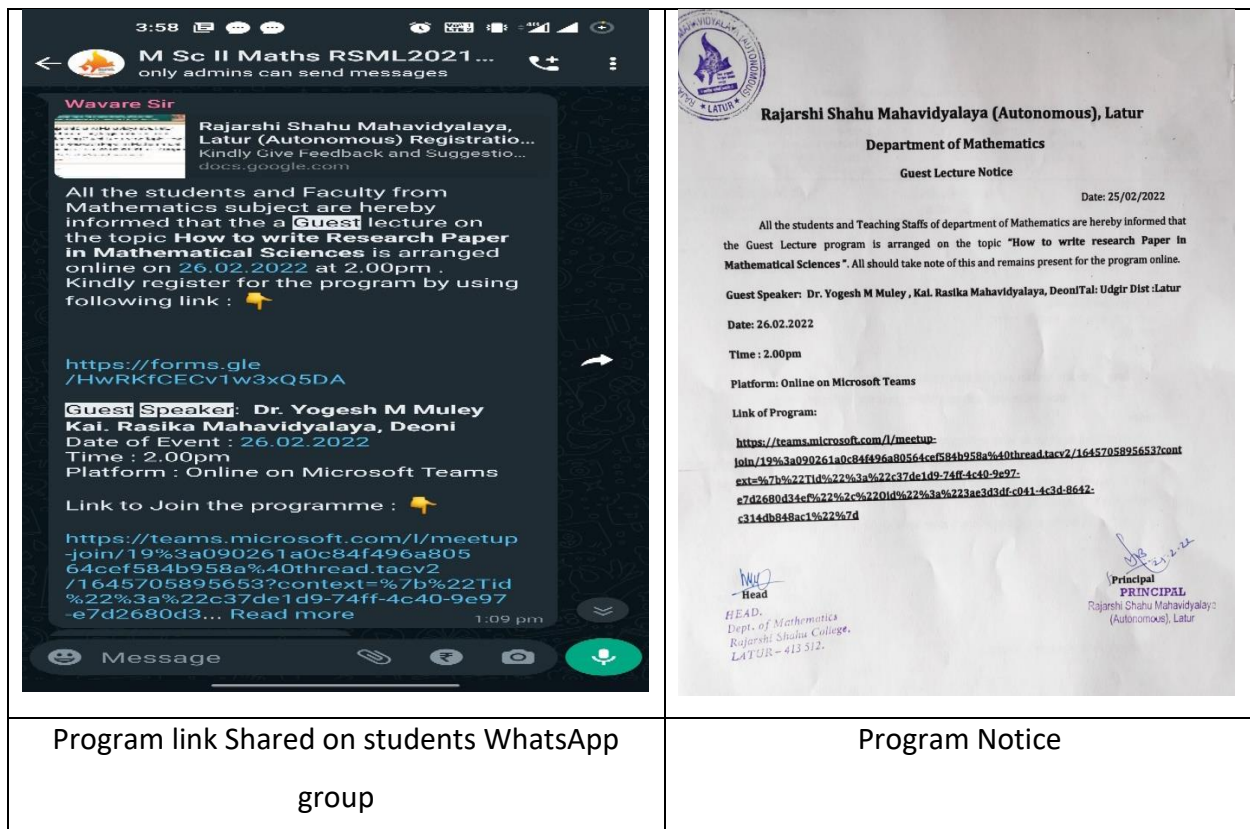 3:58
M Sc II Maths RSML2021...
only admins can send messages
Wavare Sir
Rajarshi Shahu Mahavidyalaya,
Latur (Autonomous) Registratio...
Kindly Give Feedback and Suggestio...
docs.google.com
All the students and Faculty from
Mathematics subject are hereby
informed that the a Guest lecture on
the topic How to write Research Paper
in Mathematical Sciences is arranged
online on 26.02.2022 at 2.00pm .
Kindly register for the program by using
following link : 👇
https://forms.gle
/HwRKfCECv1w3xQ5DA
Guest Speaker: Dr. Yogesh M Muley
Kai. Rasika Mahavidyalaya, Deoni
Date of Event : 26.02.2022
Time : 2.00pm
Platform : Online on Microsoft Teams
Link to Join the programme : 👇
https://teams.microsoft.com/l/meetup
-join/19%3a090261a0c84f496a805
64cef584b958a%40thread.tacv2
/1645705895653?context=%7b%22Tid
%22%3a%22c37de1d9-74ff-4c40-9e97
-e7d2680d3... Read more
1:09 pm
Message
Program link Shared on students WhatsApp
group
LATUR
Rajarshi Shahu Mahavidyalaya (Autonomous), Latur
Department of Mathematics
Guest Lecture Notice
Date: 25/02/2022
All the students and Teaching Staffs of department of Mathematics are hereby informed that
the Guest Lecture program is arranged on the topic "How to write research Paper in
Mathematical Sciences ". All should take note of this and remains present for the program online.
Guest Speaker: Dr. Yogesh M Muley , Kai. Rasika Mahavidyalaya, DeoniTal: Udgir Dist :Latur
Date: 26.02.2022
Time : 2.00pm
Platform: Online on Microsoft Teams
Link of Program:
https://teams.microsoft.com/l/meetup-
join/19%3a090261a0c84f496a80564cef584b958a%40thread.tacv2/1645705895653?cont
ext=%7b%22Tid%22%3a%22c37de1d9-74ff-4c40-9e97-
e7d2680d34ef%22%2c%22Oid%22%3a%223ae3d3df-c041-4c3d-8642-
c314db848ac1%22%7d
Head
HEAD,
Dept. of Mathematics
Rajarshi Shahu College,
LATUR - 413 512.
Principal
PRINCIPAL
Rajarshi Shahu Mahavidyalaya
(Autonomous), Latur
Program Notice